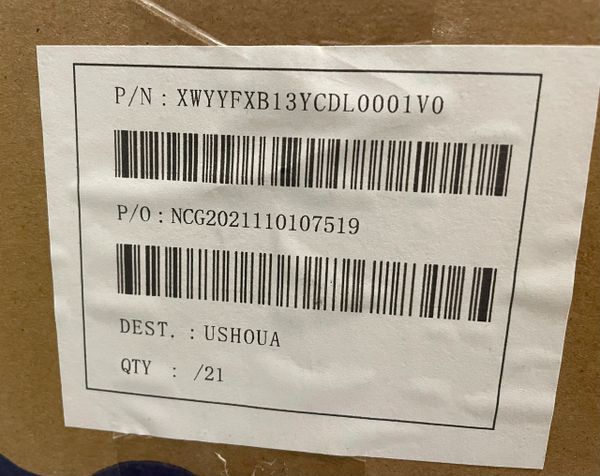 P/N : XWYYFXB13YCDL0001V0
P/O : NCG2021110107519
DEST. : USHOUA
QTY : /21